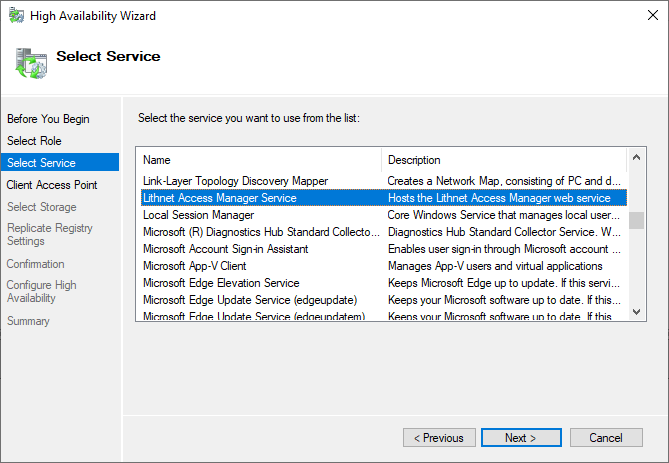 High Availability Wizard
Select Service
Before You Begin
Select Role
Select Service
Client Access Point
Select Storage
Replicate Registry
Settings
Confirmation
Configure High
Availability
Summary
Select the service you want to use from the list:
Name Description
Link-Layer Topology Discovery Mapper Creates a Network Map, consisting of PC and d...
Lithnet Access Manager Service Hosts the Lithnet Access Manager web service
Local Session Manager Core Windows Service that manages local user...
Microsoft (R) Diagnostics Hub Standard Collecto... Diagnostics Hub Standard Collector Service. W...
Microsoft Account Sign-in Assistant Enables user sign-in through Microsoft account ...
Microsoft App-V Client Manages App-V users and virtual applications
Microsoft Edge Elevation Service Keeps Microsoft Edge up to update. If this servi...
Microsoft Edge Update Service (edgeupdate) Keeps your Microsoft software up to date. If this...
Microsoft Edge Update Service (edgeupdatem) Keeps your Microsoft software up to date. If this...
< Previous Next > Cancel